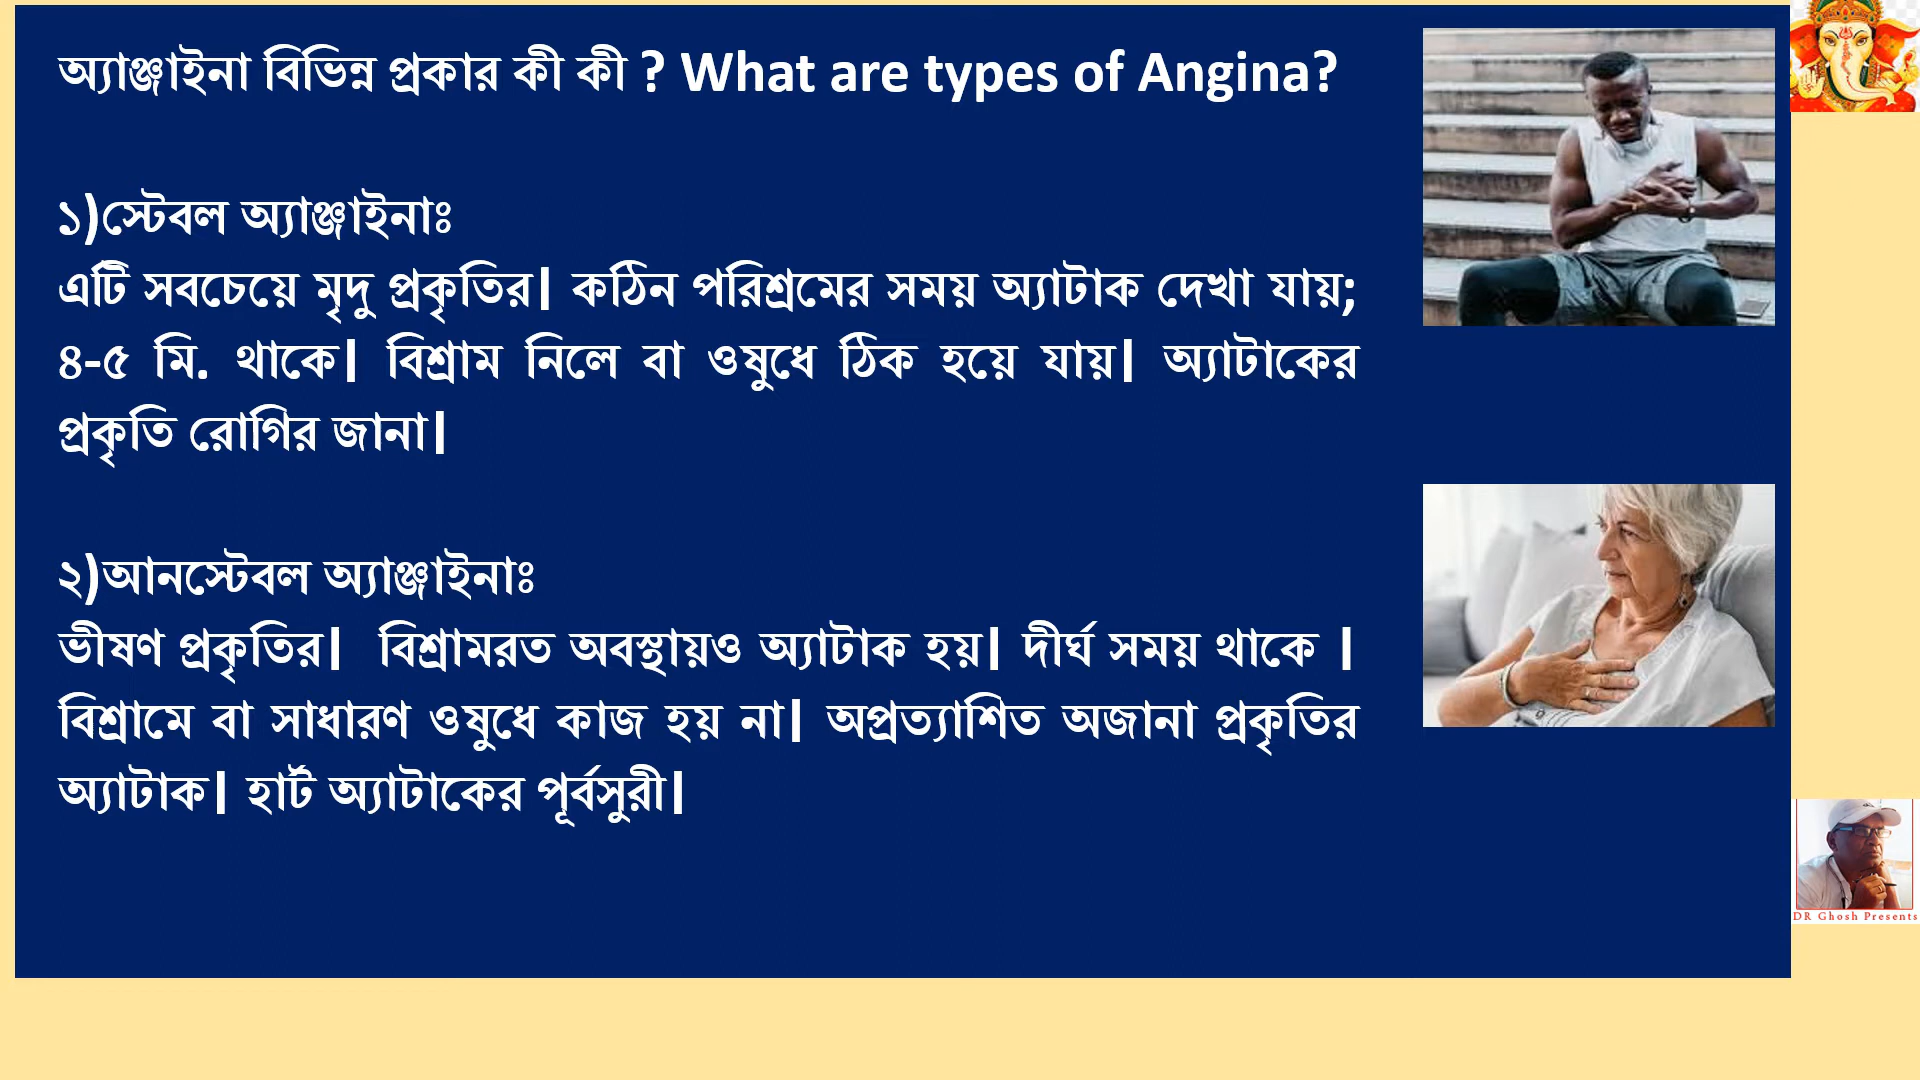 অ্যাঞ্জাইনা বিভিন্ন প্রকার কী কী ? What are types of Angina?
১)স্টেবল অ্যাঞ্জাইনাঃ
এটি সবচেয়ে মৃদু প্রকৃতির| কঠিন পরিশ্রমের সময় অ্যাটাক দেখা যায়;
৪-৫ মি. থাকে| বিশ্রাম নিলে বা ওষুধে ঠিক হয়ে যায়| অ্যাটাকের
প্রকৃতি রোগির জানা|
২)আনস্টেবল অ্যাঞ্জাইনাঃ
ভীষণ প্রকৃতির| বিশ্রামরত অবস্থায়ও অ্যাটাক হয়| দীর্ঘ সময় থাকে |
বিশ্রামে বা সাধারণ ওষুধে কাজ হয় না| অপ্রত্যাশিত অজানা প্রকৃতির
অ্যাটাক| হার্ট অ্যাটাকের পূর্বসুরী|
DR Ghosh Presents